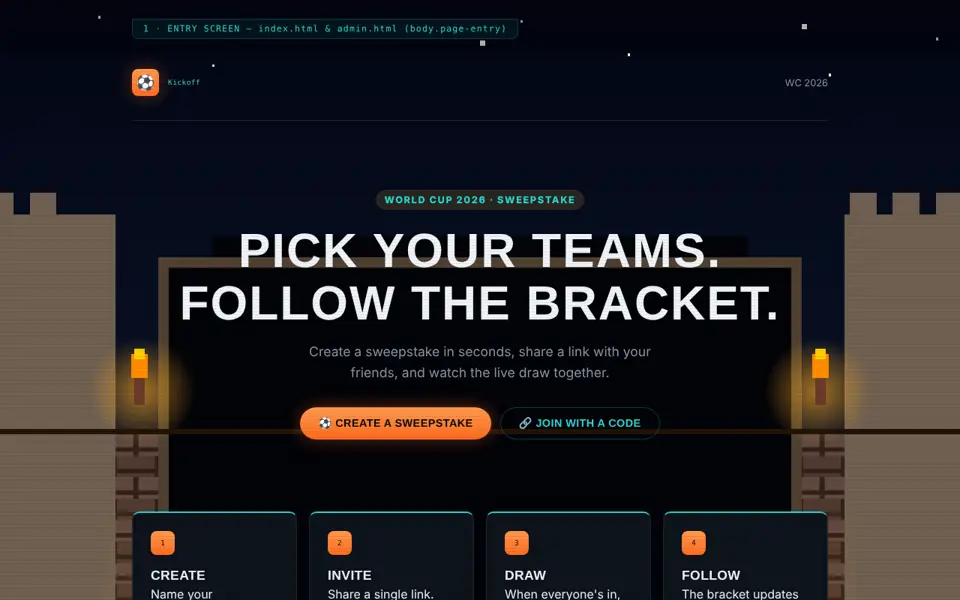 1 · ENTRY SCREEN — index.html & admin.html (body.page-entry)
Kickoff
WC 2026
WORLD CUP 2026 · SWEEPSTAKE
PICK YOUR TEAMS.
FOLLOW THE BRACKET.
Create a sweepstake in seconds, share a link with your
friends, and watch the live draw together.
⚽ CREATE A SWEEPSTAKE
🔗 JOIN WITH A CODE
1
CREATE
Name your
2
INVITE
Share a single link.
3
DRAW
When everyone's in,
4
FOLLOW
The bracket updates